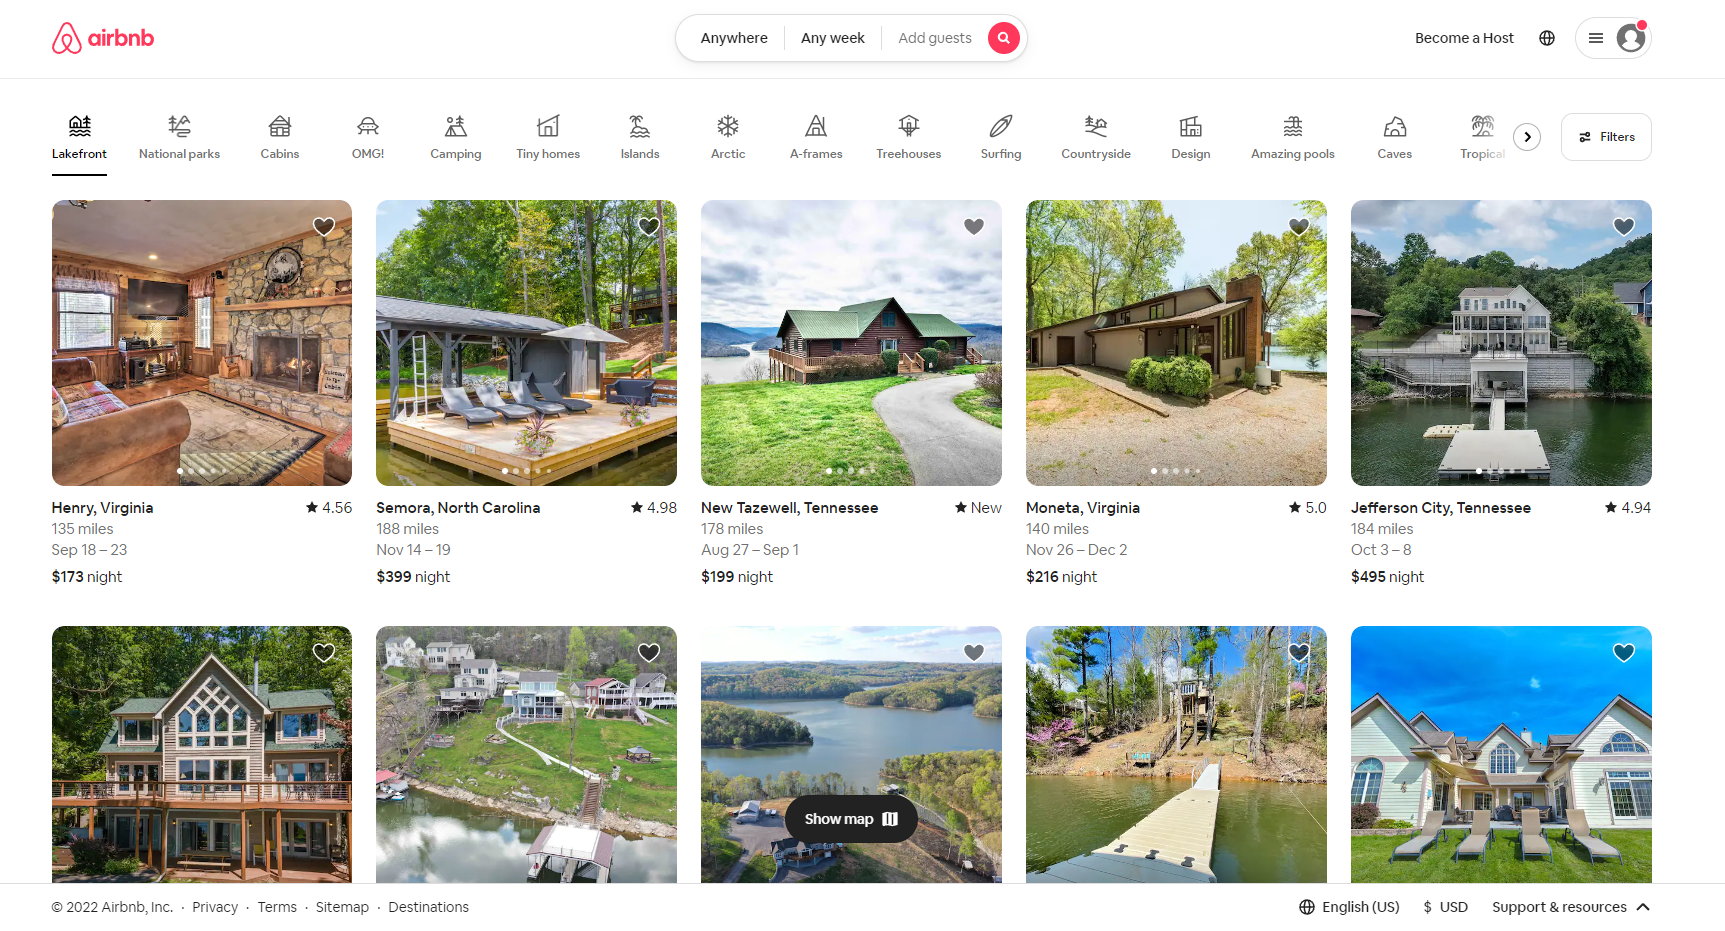 airbnb
Anywhere
Any week
Add guests
Become a Host
Lakefront
National parks
Cabins
OMG!
Camping
Tiny homes
Islands
Arctic
A-frames
Treehouses
Surfing
Countryside
Design
Amazing pools
Caves
Tropical
Filters
Henry, Virginia ★ 4.56
135 miles
Sep 18 – 23
$173 night
Semora, North Carolina ★ 4.98
188 miles
Nov 14 – 19
$399 night
New Tazewell, Tennessee ★ New
178 miles
Aug 27 – Sep 1
$199 night
Moneta, Virginia ★ 5.0
140 miles
Nov 26 – Dec 2
$216 night
Jefferson City, Tennessee ★ 4.94
184 miles
Oct 3 – 8
$495 night
Show map
© 2022 Airbnb, Inc. · Privacy · Terms · Sitemap · Destinations
English (US)
$ USD
Support & resources